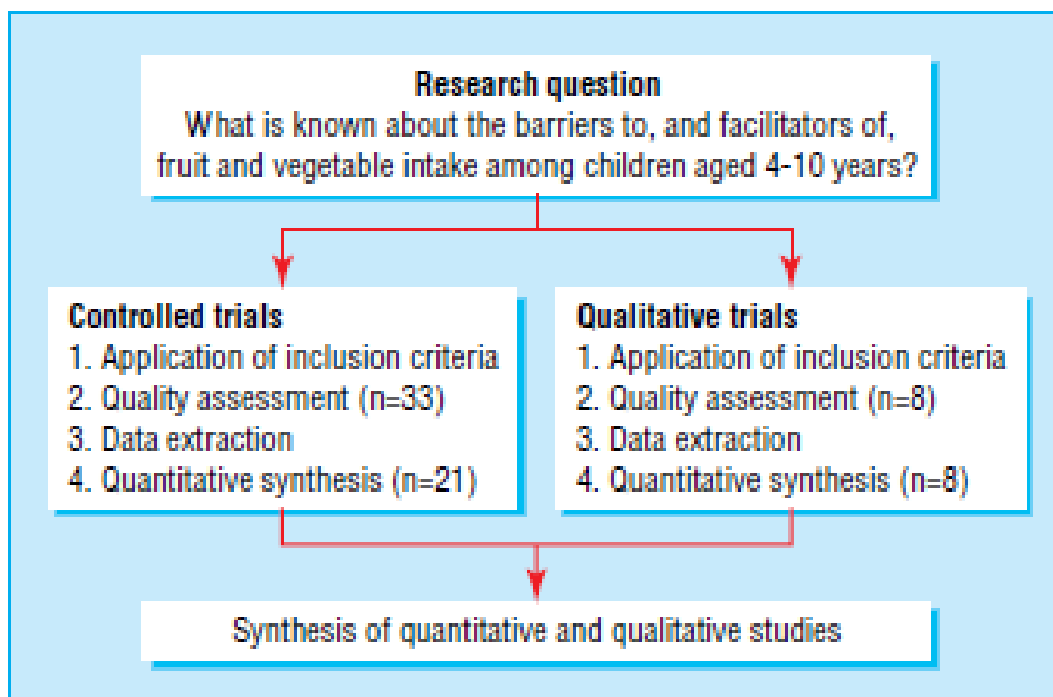 Research question
What is known about the barriers to, and facilitators of,
fruit and vegetable intake among children aged 4-10 years?
Controlled trials
1. Application of inclusion criteria
2. Quality assessment (n=33)
3. Data extraction
4. Quantitative synthesis (n=21)
Qualitative trials
1. Application of inclusion criteria
2. Quality assessment (n=8)
3. Data extraction
4. Quantitative synthesis (n=8)
Synthesis of quantitative and qualitative studies